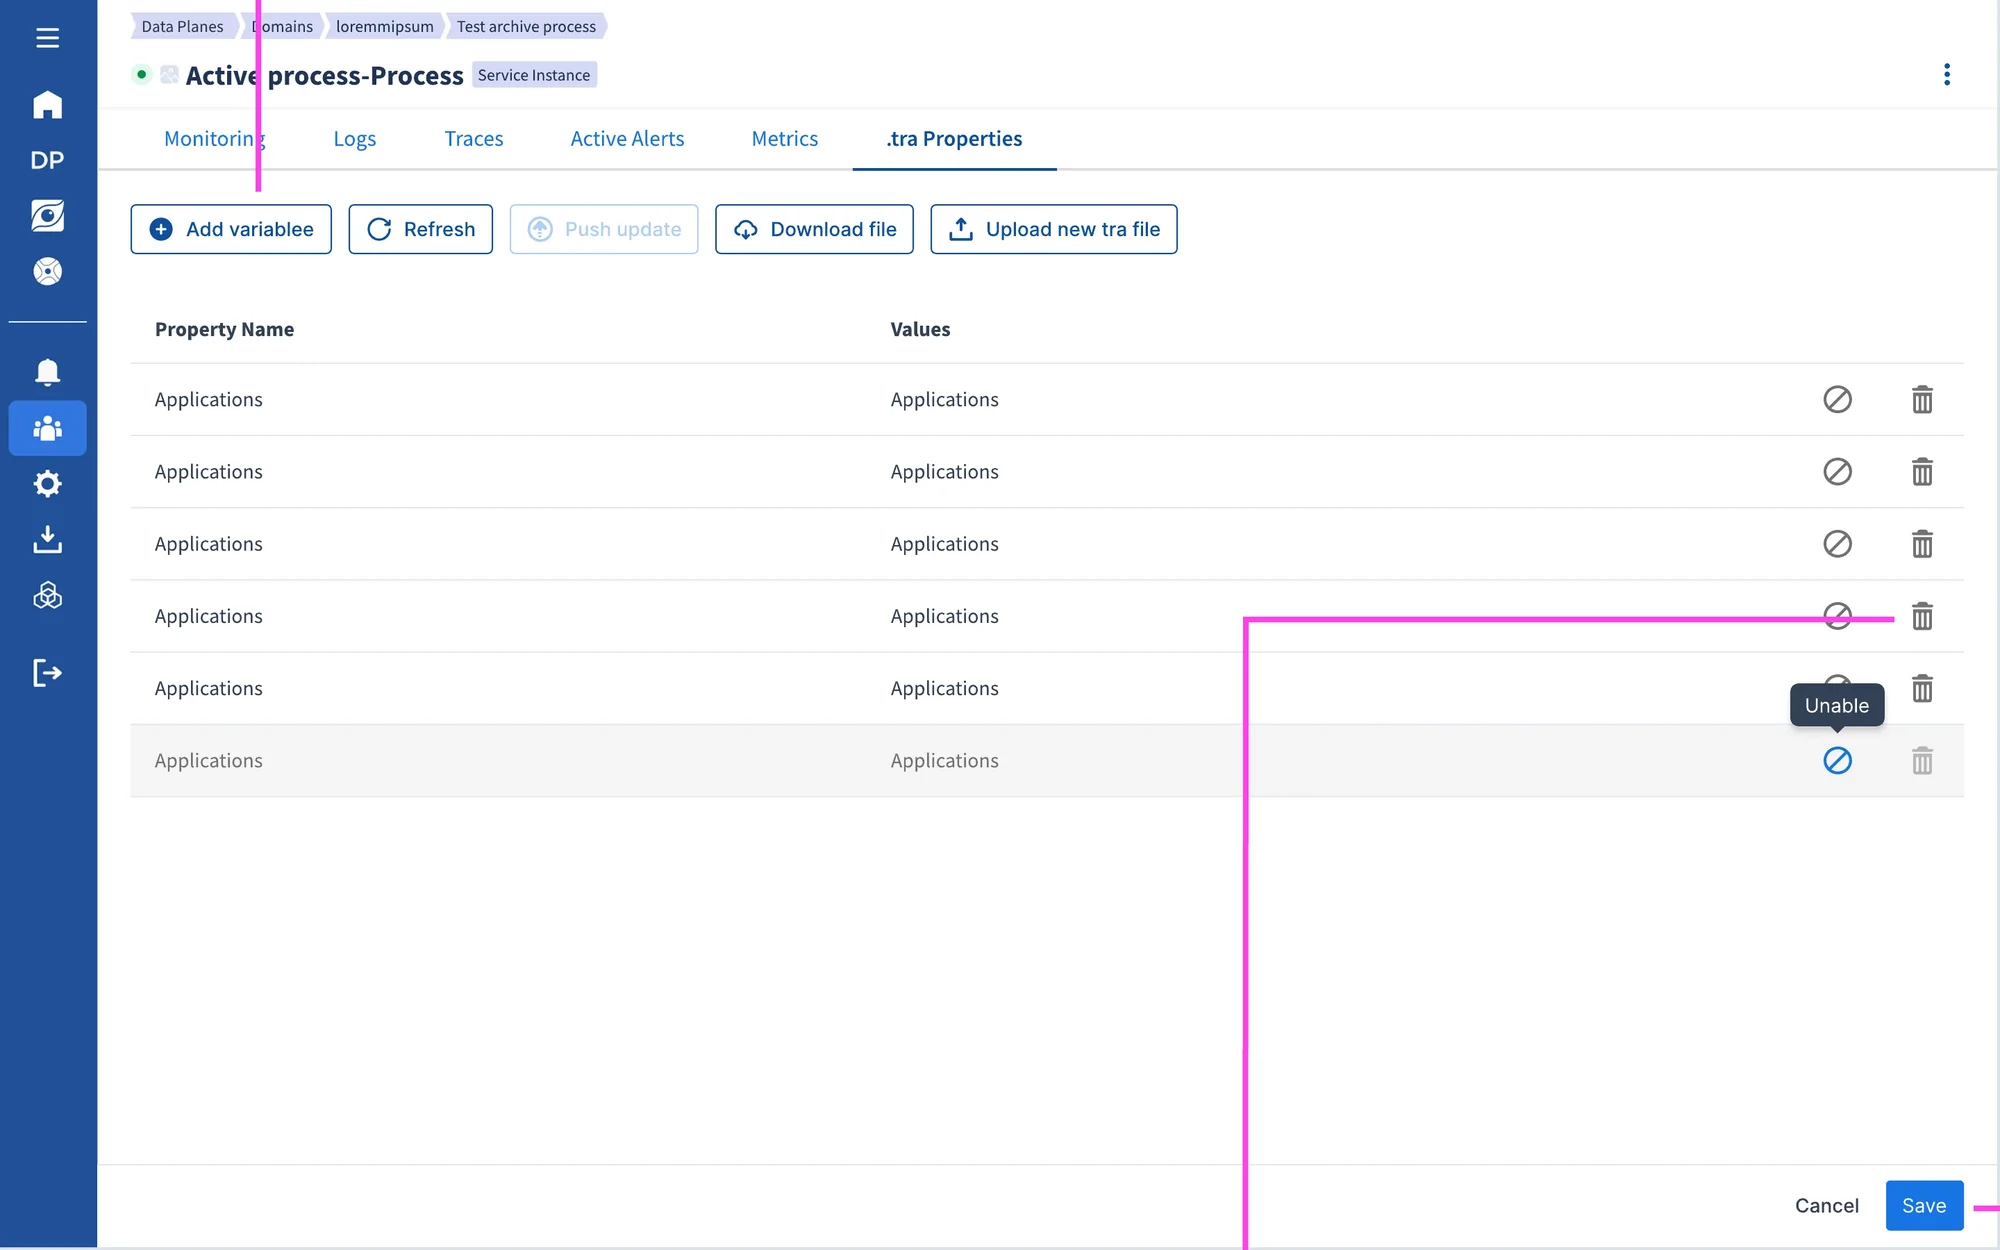 Data Planes Domains loremmipsum Test archive process
Active process-Process Service Instance
DP
Monitoring Logs Traces Active Alerts Metrics .tra Properties
Add variablee Refresh Push update Download file Upload new tra file
Property Name Values
Applications Applications
Applications Applications
Applications Applications
Applications Applications
Applications Applications
Unable
Applications Applications
Cancel Save